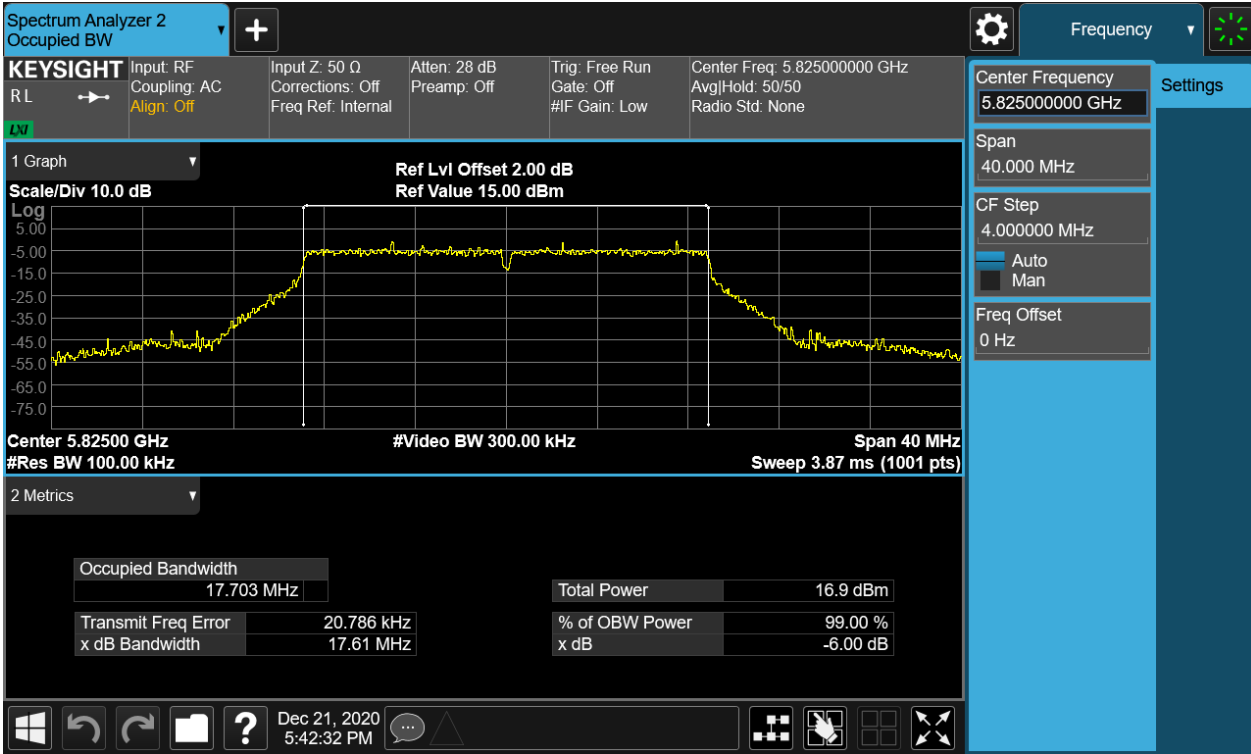 Spectrum Analyzer 2
Occupied BW
+
Frequency
KEYSIGHT
R L
LXI
Input: RF
Coupling: AC
Align: Off
Input Z: 50 Ω
Corrections: Off
Freq Ref: Internal
Atten: 28 dB
Preamp: Off
Trig: Free Run
Gate: Off
#IF Gain: Low
Center Freq: 5.825000000 GHz
Avg|Hold: 50/50
Radio Std: None
Center Frequency
5.825000000 GHz
Settings
Span
40.000 MHz
CF Step
4.000000 MHz
Auto
Man
Freq Offset
0 Hz
1 Graph
Ref Lvl Offset 2.00 dB
Scale/Div 10.0 dB
Ref Value 15.00 dBm
Log
5.00
-5.00
-15.0
-25.0
-35.0
-45.0
-55.0
-65.0
-75.0
Center 5.82500 GHz
#Video BW 300.00 kHz
Span 40 MHz
#Res BW 100.00 kHz
Sweep 3.87 ms (1001 pts)
2 Metrics
Occupied Bandwidth
17.703 MHz
Total Power 16.9 dBm
Transmit Freq Error 20.786 kHz
% of OBW Power 99.00 %
x dB Bandwidth 17.61 MHz
x dB -6.00 dB
?
Dec 21, 2020
5:42:32 PM